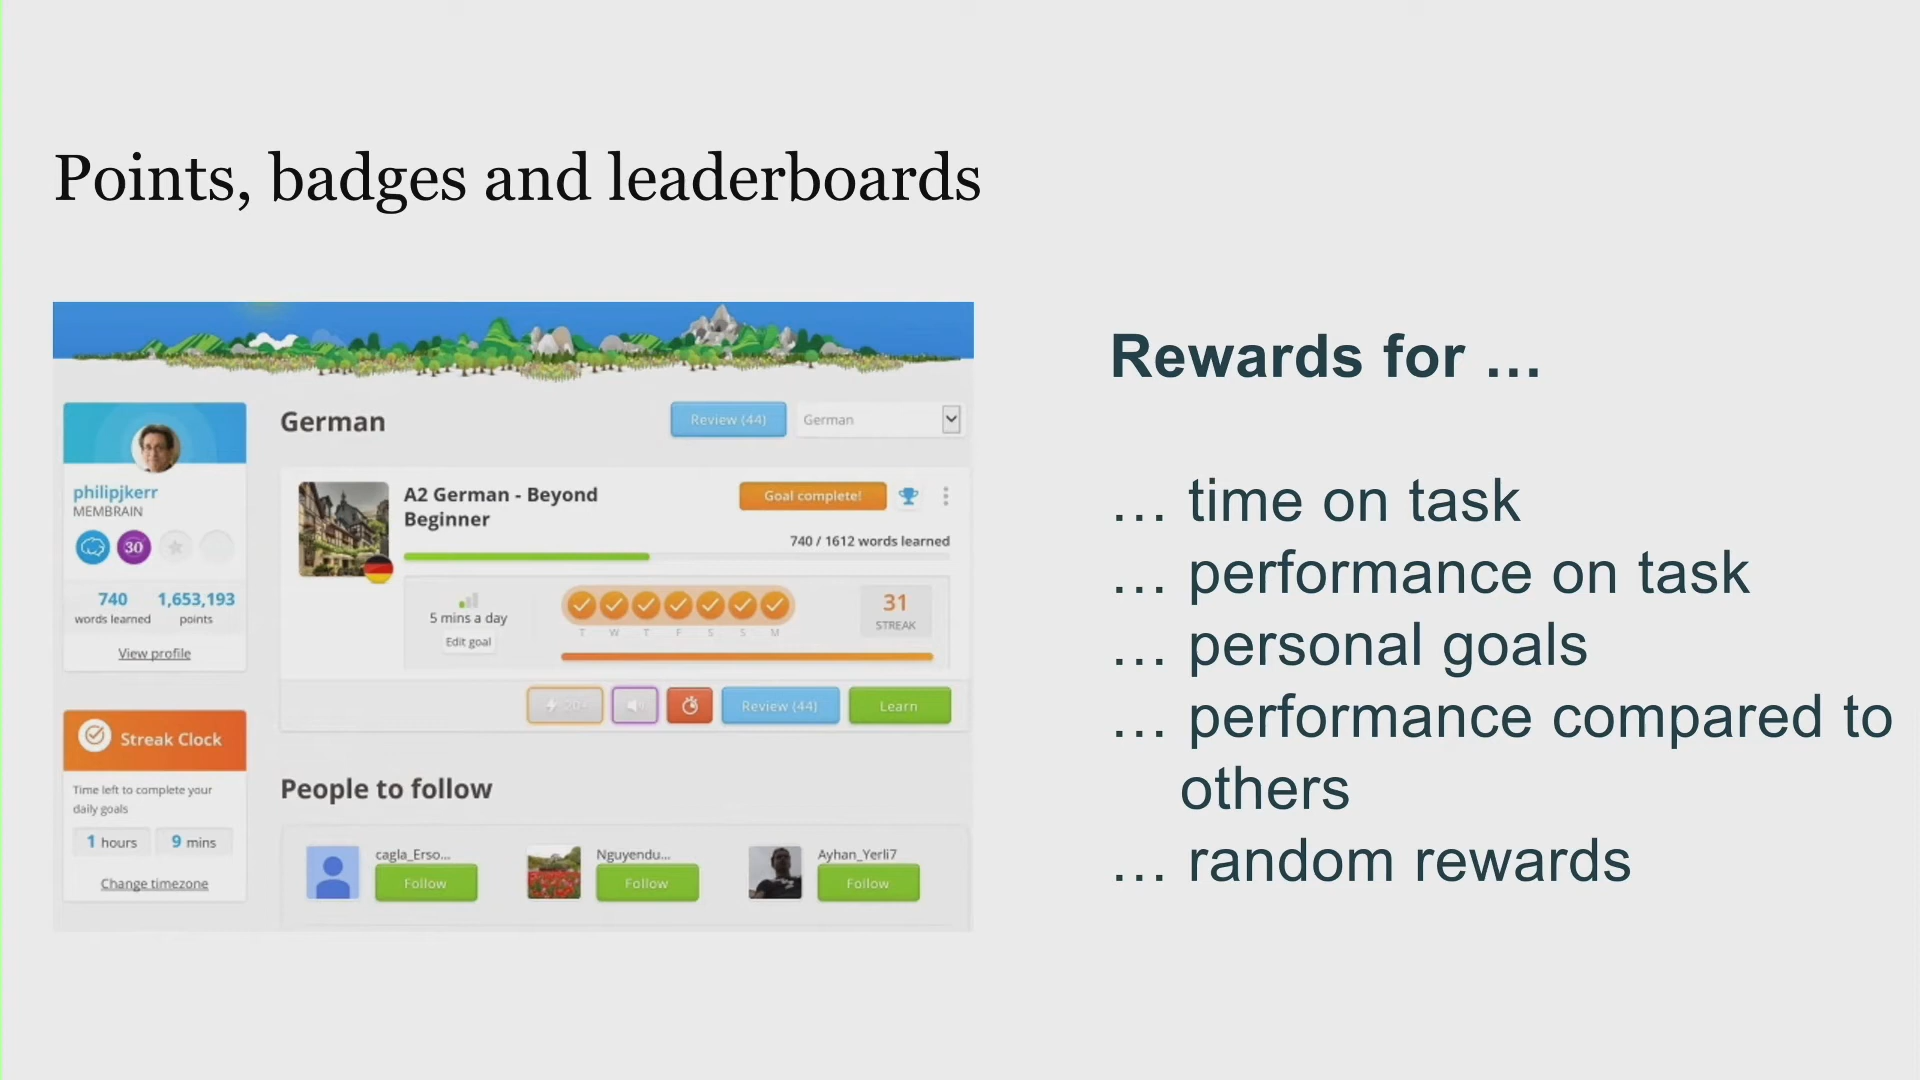 Points, badges and leaderboards
philipjkerr
MEMBRAIN
30
740
1,653,193
words learned
points
View profile
Streak Clock
Time left to complete your
daily goals
1 hours
9 mins
Change timezone
German
Review (44)
German
A2 German - Beyond
Beginner
Goal complete!
740 / 1612 words learned
5 mins a day
Edit goal
T W T F S S M
31
STREAK
Review (44)
Learn
People to follow
cagla_Erso...
Follow
Nguyendu...
Follow
Ayhan_Yerli7
Follow
Rewards for ...
... time on task
... performance on task
... personal goals
... performance compared to
others
... random rewards